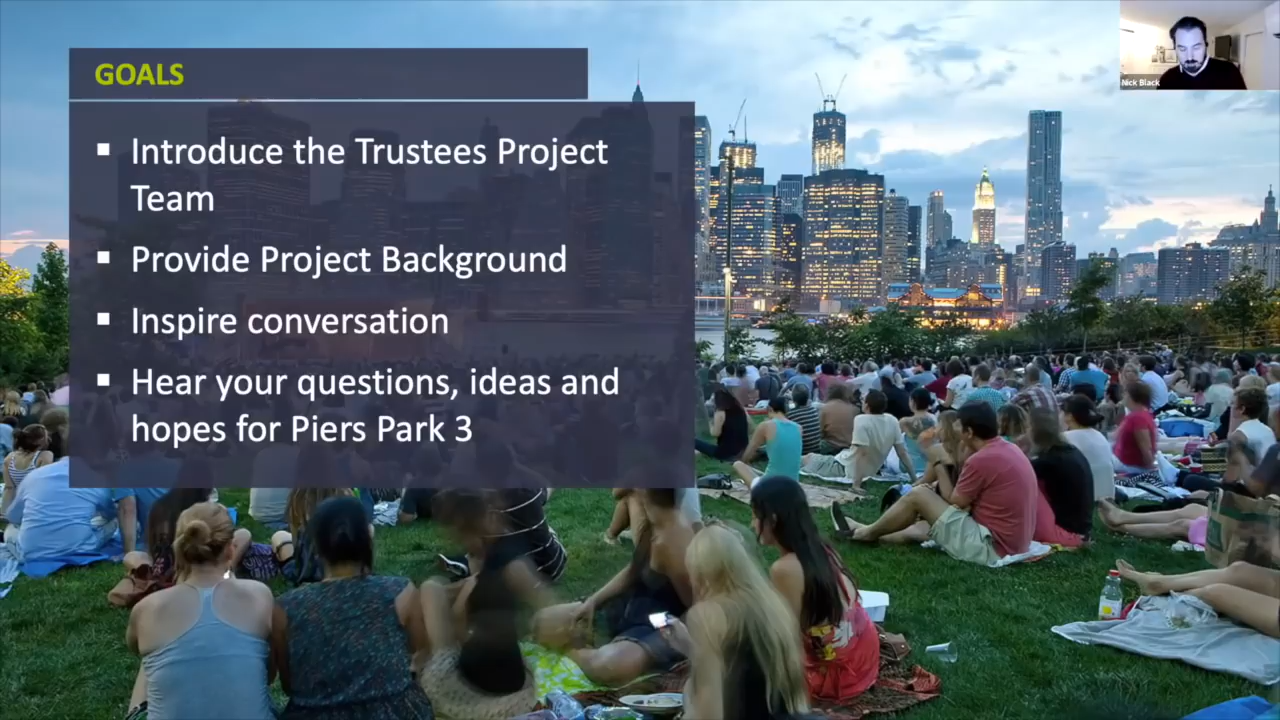 GOALS
Introduce the Trustees Project
Team
Provide Project Background
Inspire conversation
Hear your questions, ideas and
hopes for Piers Park 3
Nick Black